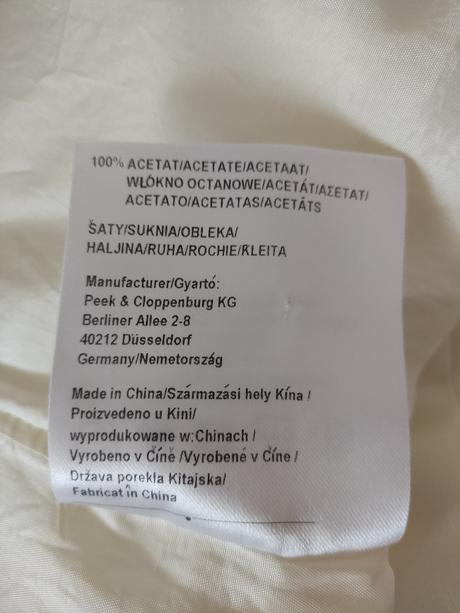 100% ACETAT/ACETATE/ACETAAT/
WŁÓKNO OCTANOWE/ACETÁT/ΑΣΕΤΑΤ/
ACETATO/ACETATAS/ACETĀTS
ŠATY/SUKNIA/OBLEKA/
HALJINA/RUHA/ROCHIE/KLEITA
Manufacturer/Gyartó:
Peek & Cloppenburg KG
Berliner Allee 2-8
40212 Düsseldorf
Germany/Nemetország
Made in China/Származási hely Kína /
Proizvedeno u Kini/
wyprodukowane w:Chinach /
Vyrobeno v Číně /Vyrobené v Číne /
Država porekla Kitajska/
Fabricat în China